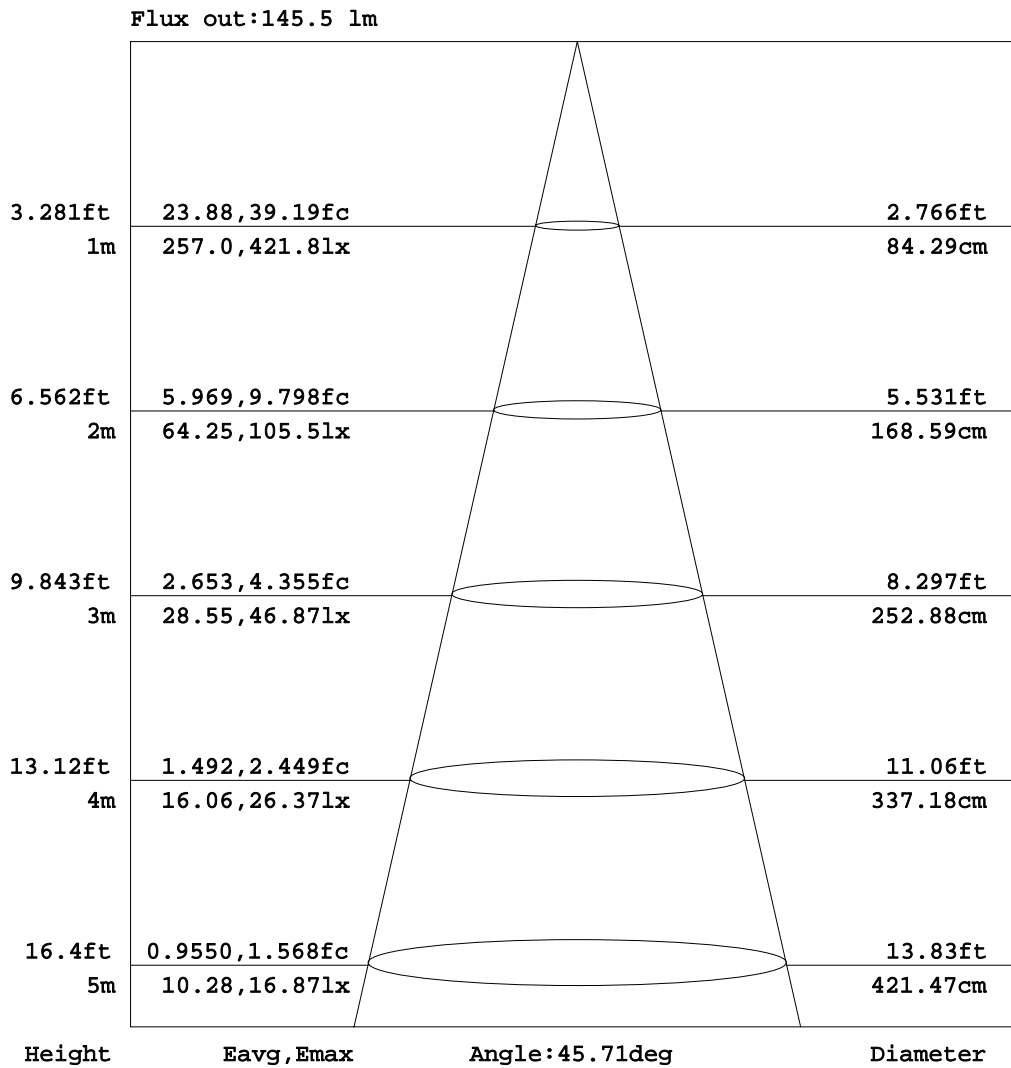 Flux out:145.5 lm
3.281ft 23.88,39.19fc 2.766ft
1m 257.0,421.8lx 84.29cm
6.562ft 5.969,9.798fc 5.531ft
2m 64.25,105.5lx 168.59cm
9.843ft 2.653,4.355fc 8.297ft
3m 28.55,46.87lx 252.88cm
13.12ft 1.492,2.449fc 11.06ft
4m 16.06,26.37lx 337.18cm
16.4ft 0.9550,1.568fc 13.83ft
5m 10.28,16.87lx 421.47cm
Height Eavg,Emax Angle:45.71deg Diameter